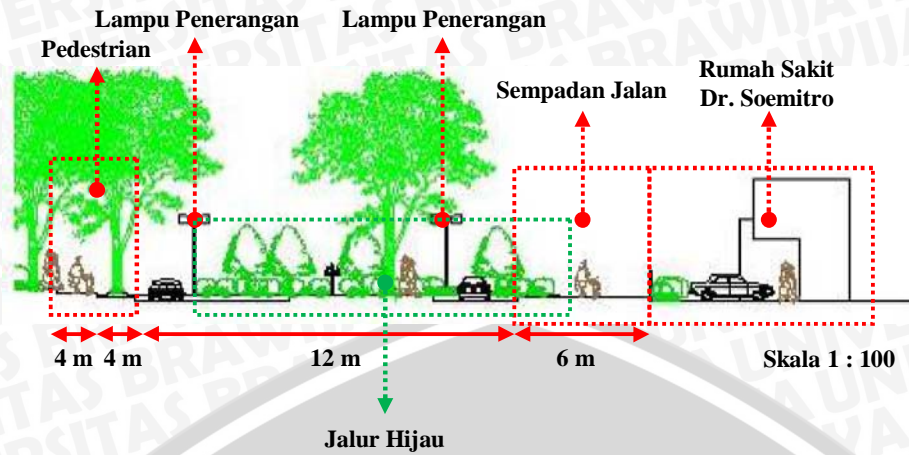 Lampu Penerangan
Lampu Penerangan
Pedestrian
Sempadan Jalan
Rumah Sakit
Dr. Soemitro
4 m
4 m
12 m
6 m
Skala 1 : 100
Jalur Hijau